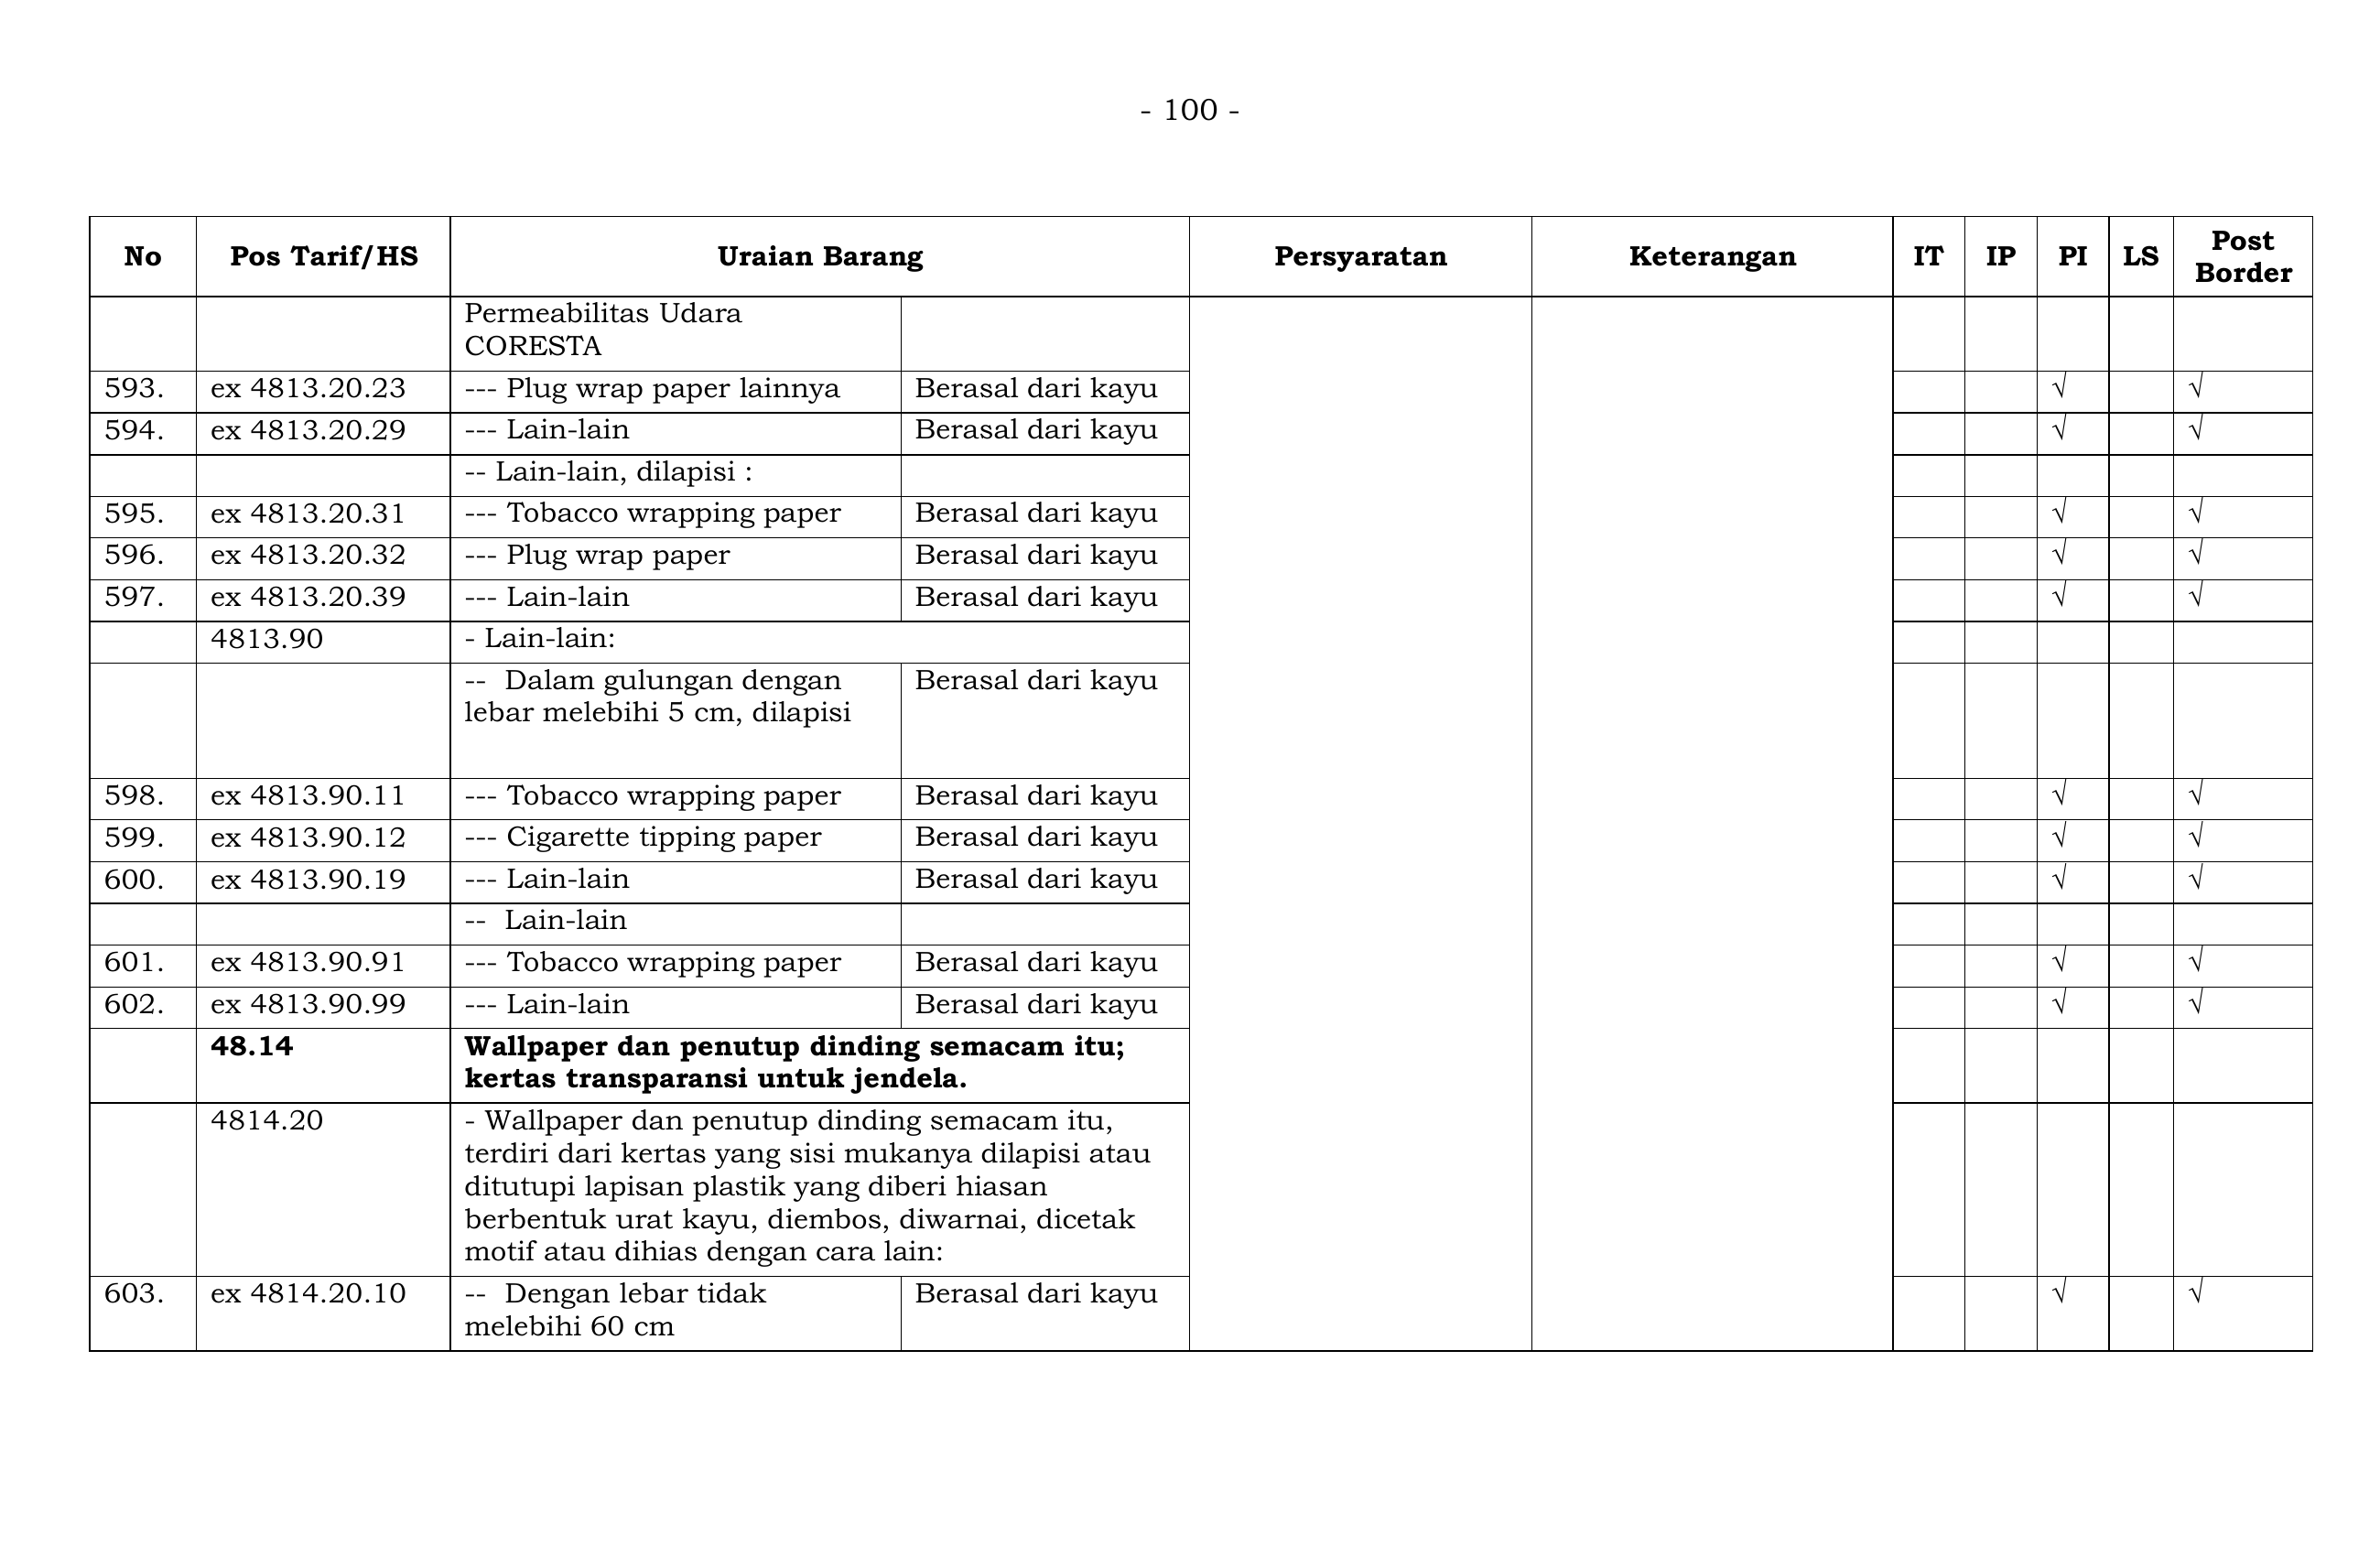 - 100 -
No Pos Tarif/HS Uraian Barang Persyaratan Keterangan IT IP PI LS Post Border
Permeabilitas Udara
CORESTA
593. ex 4813.20.23 --- Plug wrap paper lainnya Berasal dari kayu √ √
594. ex 4813.20.29 --- Lain-lain Berasal dari kayu √ √
-- Lain-lain, dilapisi :
595. ex 4813.20.31 --- Tobacco wrapping paper Berasal dari kayu √ √
596. ex 4813.20.32 --- Plug wrap paper Berasal dari kayu √ √
597. ex 4813.20.39 --- Lain-lain Berasal dari kayu √ √
4813.90 - Lain-lain:
-- Dalam gulungan dengan Berasal dari kayu
lebar melebihi 5 cm, dilapisi
598. ex 4813.90.11 --- Tobacco wrapping paper Berasal dari kayu √ √
599. ex 4813.90.12 --- Cigarette tipping paper Berasal dari kayu √ √
600. ex 4813.90.19 --- Lain-lain Berasal dari kayu √ √
-- Lain-lain
601. ex 4813.90.91 --- Tobacco wrapping paper Berasal dari kayu √ √
602. ex 4813.90.99 --- Lain-lain Berasal dari kayu √ √
48.14 Wallpaper dan penutup dinding semacam itu;
kertas transparansi untuk jendela.
4814.20 - Wallpaper dan penutup dinding semacam itu,
terdiri dari kertas yang sisi mukanya dilapisi atau
ditutupi lapisan plastik yang diberi hiasan
berbentuk urat kayu, diembos, diwarnai, dicetak
motif atau dihias dengan cara lain:
603. ex 4814.20.10 -- Dengan lebar tidak Berasal dari kayu √ √
melebihi 60 cm